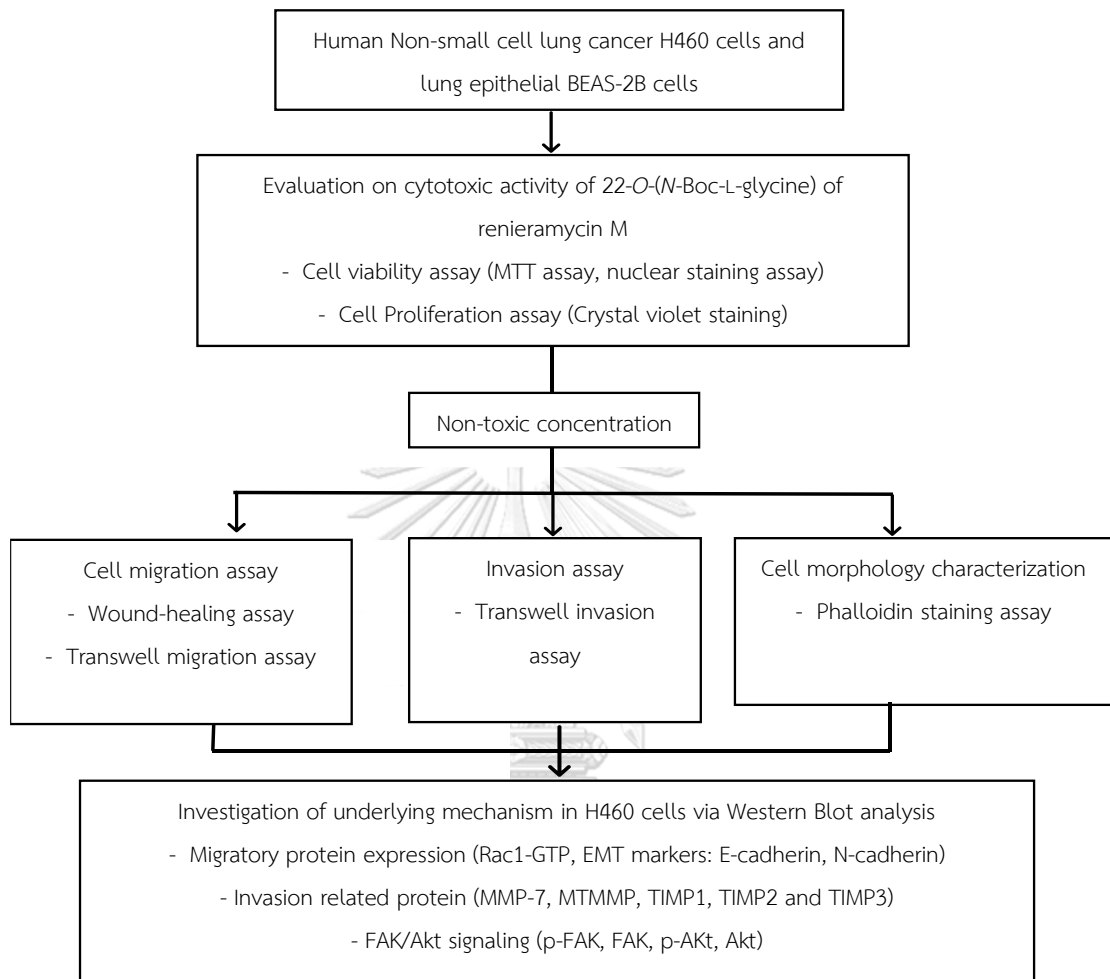 Human Non-small cell lung cancer H460 cells and
lung epithelial BEAS-2B cells
Evaluation on cytotoxic activity of 22-O-(N-Boc-L-glycine) of
renieramycin M
- Cell viability assay (MTT assay, nuclear staining assay)
- Cell Proliferation assay (Crystal violet staining)
Non-toxic concentration
Cell migration assay
- Wound-healing assay
- Transwell migration assay
Invasion assay
- Transwell invasion
assay
Cell morphology characterization
- Phalloidin staining assay
Investigation of underlying mechanism in H460 cells via Western Blot analysis
- Migratory protein expression (Rac1-GTP, EMT markers: E-cadherin, N-cadherin)
- Invasion related protein (MMP-7, MTMMP, TIMP1, TIMP2 and TIMP3)
- FAK/Akt signaling (p-FAK, FAK, p-AKt, Akt)